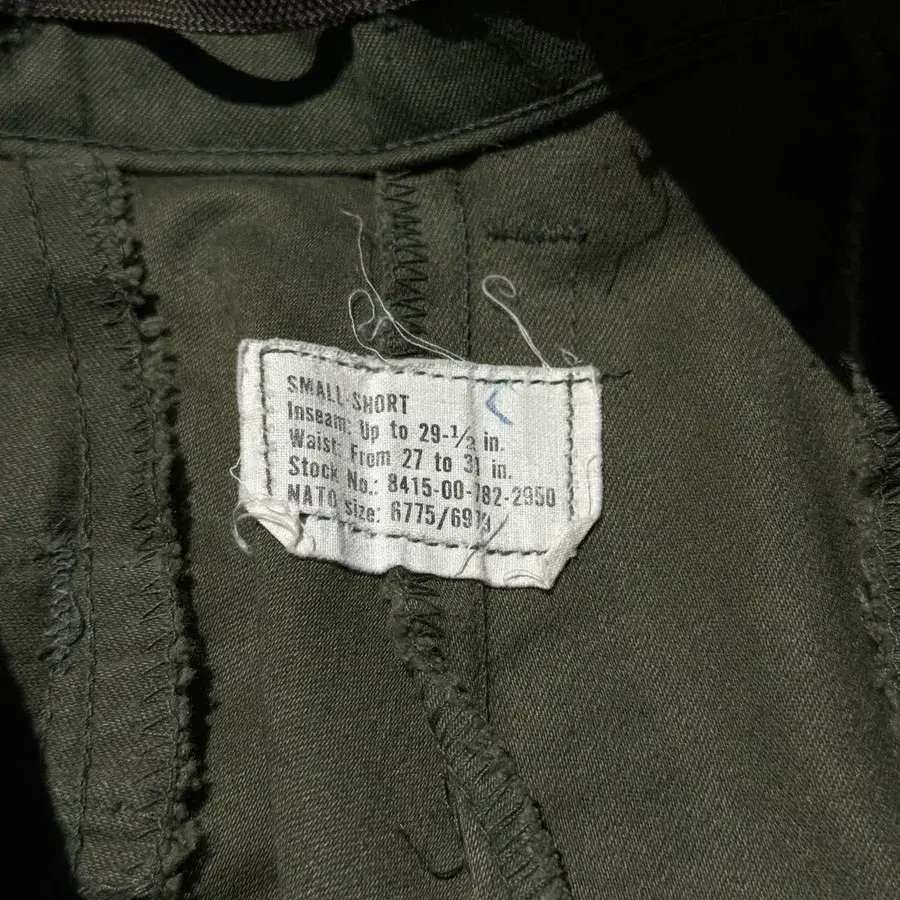 SMALL-SHORT
Inseam: Up to 29-1/2 in.
Waist: From 27 to 31 in.
Stock No.: 8415-00-782-2950
NATO size: 6775/6979